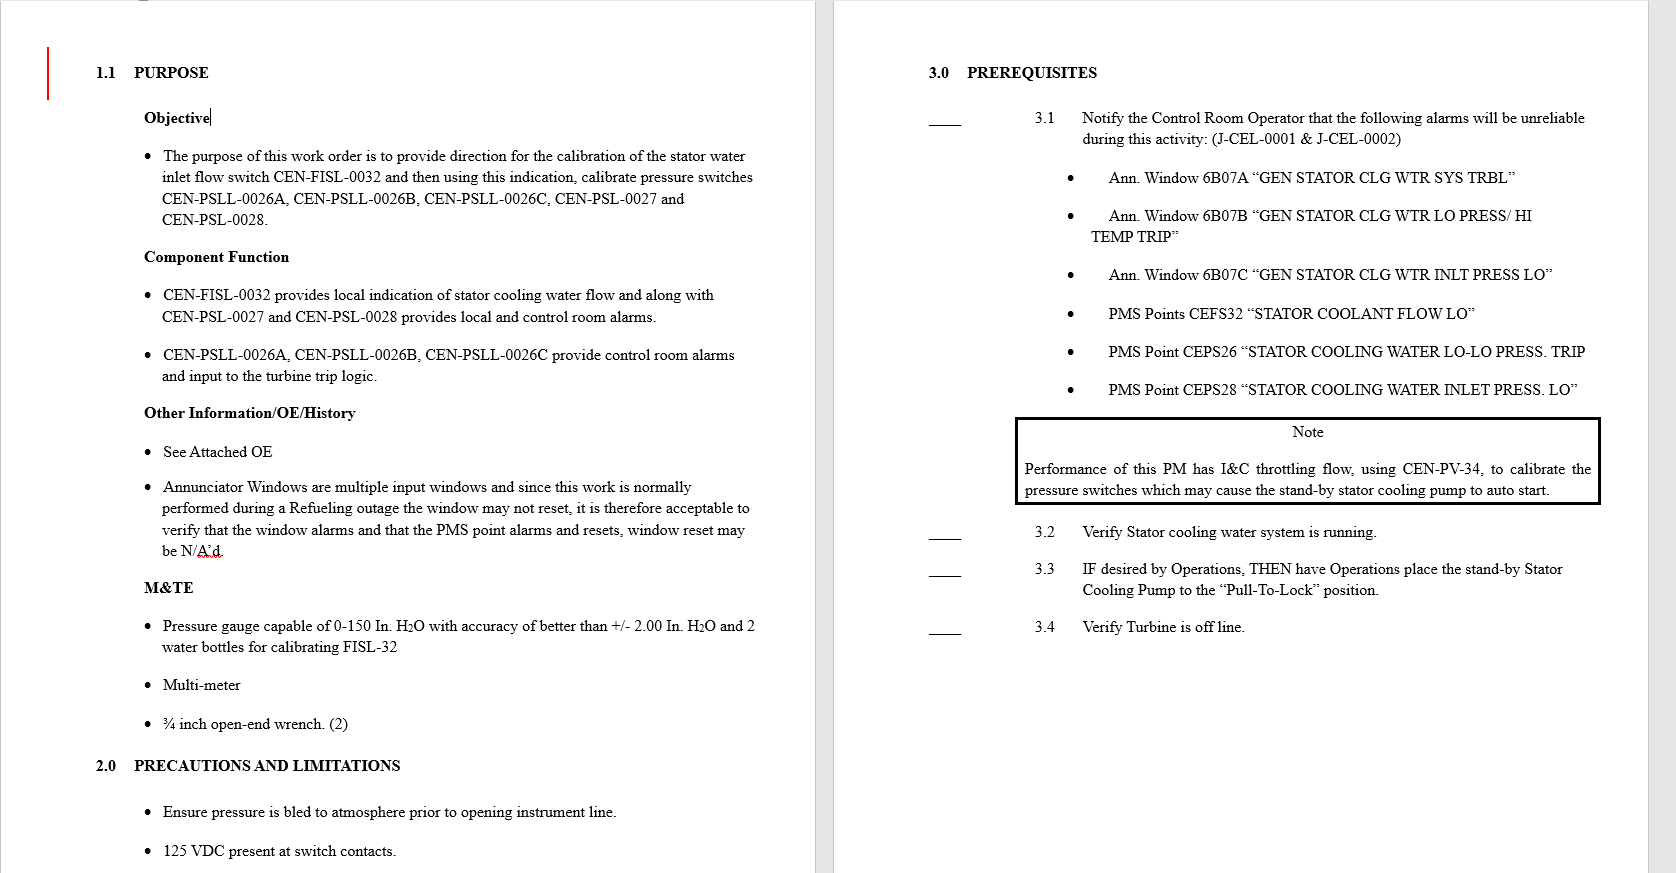 1.1 PURPOSE
Objective
• The purpose of this work order is to provide direction for the calibration of the stator water
inlet flow switch CEN-FISL-0032 and then using this indication, calibrate pressure switches
CEN-PSLL-0026A, CEN-PSLL-0026B, CEN-PSLL-0026C, CEN-PSL-0027 and
CEN-PSL-0028.
Component Function
• CEN-FISL-0032 provides local indication of stator cooling water flow and along with
CEN-PSL-0027 and CEN-PSL-0028 provides local and control room alarms.
• CEN-PSLL-0026A, CEN-PSLL-0026B, CEN-PSLL-0026C provide control room alarms
and input to the turbine trip logic.
Other Information/OE/History
• See Attached OE
• Annunciator Windows are multiple input windows and since this work is normally
performed during a Refueling outage the window may not reset, it is therefore acceptable to
verify that the window alarms and that the PMS point alarms and resets, window reset may
be N/A’d.
M&TE
• Pressure gauge capable of 0-150 In. H2O with accuracy of better than +/- 2.00 In. H2O and 2
water bottles for calibrating FISL-32
• Multi-meter
• ¾ inch open-end wrench. (2)
2.0 PRECAUTIONS AND LIMITATIONS
• Ensure pressure is bled to atmosphere prior to opening instrument line.
• 125 VDC present at switch contacts.
3.0 PREREQUISITES
____ 3.1 Notify the Control Room Operator that the following alarms will be unreliable
during this activity: (J-CEL-0001 & J-CEL-0002)
• Ann. Window 6B07A “GEN STATOR CLG WTR SYS TRBL”
• Ann. Window 6B07B “GEN STATOR CLG WTR LO PRESS/ HI
TEMP TRIP”
• Ann. Window 6B07C “GEN STATOR CLG WTR INLT PRESS LO”
• PMS Points CEFS32 “STATOR COOLANT FLOW LO”
• PMS Point CEPS26 “STATOR COOLING WATER LO-LO PRESS. TRIP
• PMS Point CEPS28 “STATOR COOLING WATER INLET PRESS. LO”
Note
Performance of this PM has I&C throttling flow, using CEN-PV-34, to calibrate the
pressure switches which may cause the stand-by stator cooling pump to auto start.
____ 3.2 Verify Stator cooling water system is running.
____ 3.3 IF desired by Operations, THEN have Operations place the stand-by Stator
Cooling Pump to the “Pull-To-Lock” position.
____ 3.4 Verify Turbine is off line.